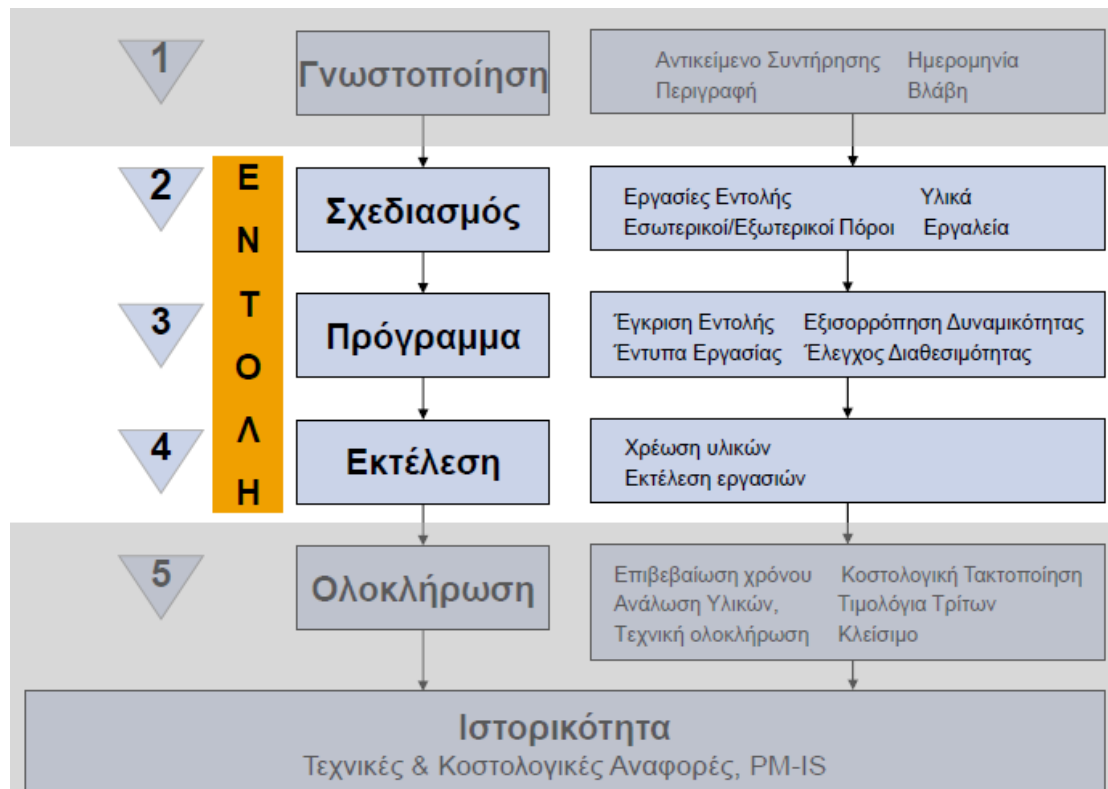 1
Γνωστοποίηση
Αντικείμενο Συντήρησης Ημερομηνία
Περιγραφή Βλάβη
ΕΝΤΟΛΗ
2
Σχεδιασμός
Εργασίες Εντολής Υλικά
Εσωτερικοί/Εξωτερικοί Πόροι Εργαλεία
3
Πρόγραμμα
Έγκριση Εντολής Εξισορρόπηση Δυναμικότητας
Έντυπα Εργασίας Έλεγχος Διαθεσιμότητας
4
Εκτέλεση
Χρέωση υλικών
Εκτέλεση εργασιών
5
Ολοκλήρωση
Επιβεβαίωση χρόνου Κοστολογική Τακτοποίηση
Ανάλωση Υλικών, Τιμολόγια Τρίτων
Τεχνική ολοκλήρωση Κλείσιμο
Ιστορικότητα
Τεχνικές & Κοστολογικές Αναφορές, PM-IS